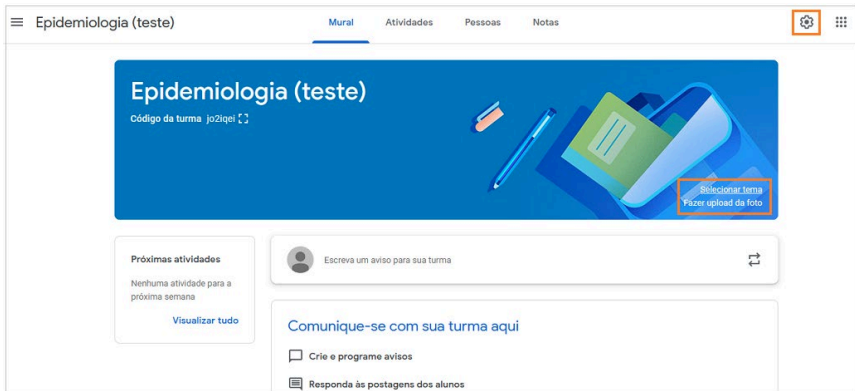 Epidemiologia (teste)
Mural Atividades Pessoas Notas
Epidemiologia (teste)
Código da turma jo2iqei
Selecionar tema
Fazer upload da foto
Próximas atividades
Nenhuma atividade para a
próxima semana
Visualizar tudo
Escreva um aviso para sua turma
Comunique-se com sua turma aqui
Crie e programe avisos
Responda às postagens dos alunos